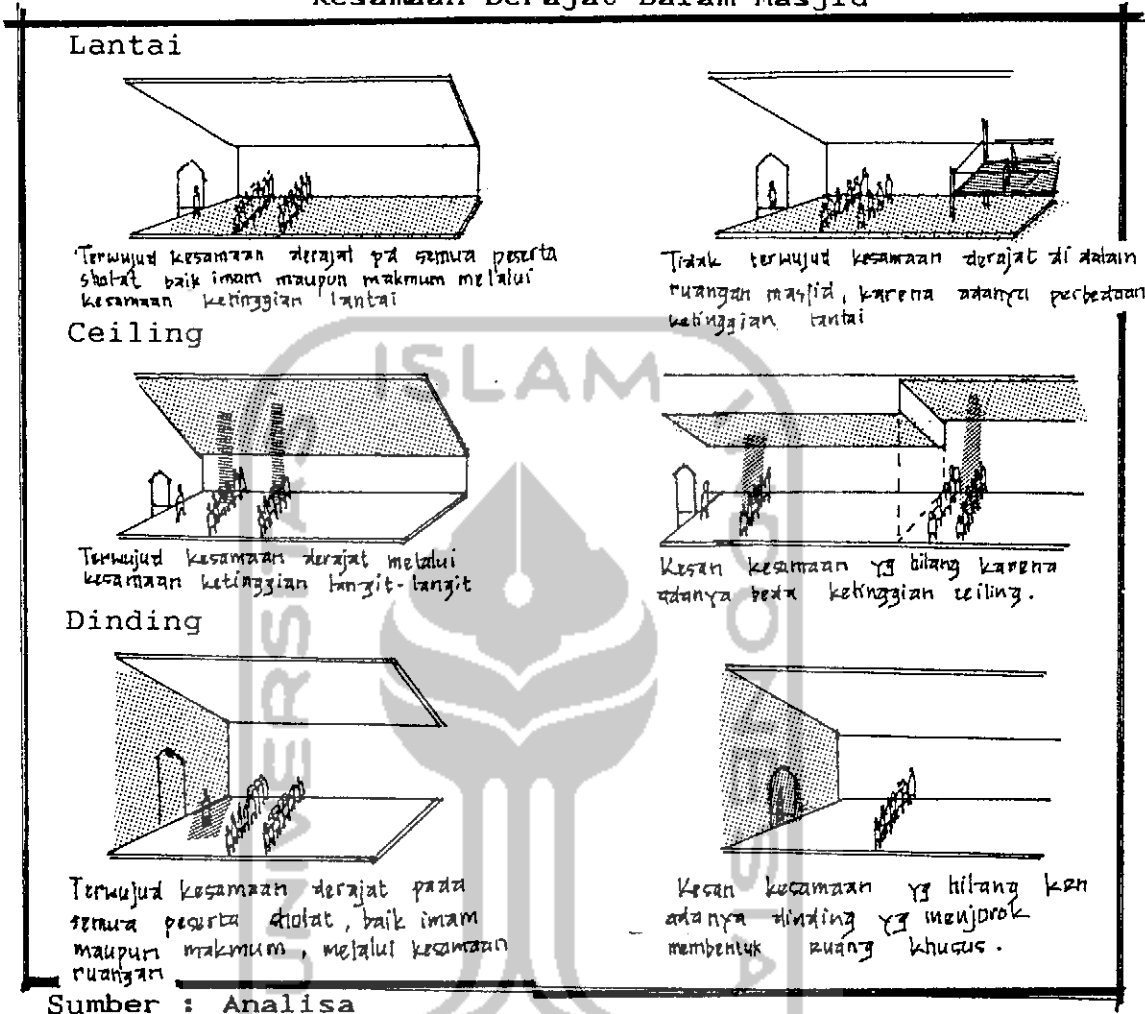 Kesamaan Derajat Dalam Masjid
Lantai
Terwujud kesamaan derajat pd semua peserta
sholat baik imam maupun makmum melalui
kesamaan ketinggian lantai
Tidak terwujud kesamaan derajat di dalam
ruangan masjid, karena adanya perbedaan
ketinggian lantai
Ceiling
Terwujud kesamaan derajat melalui
kesamaan ketinggian langit-langit
Kesan kesamaan yg hilang karena
adanya beda ketinggian ceiling.
Dinding
Terwujud kesamaan derajat pada
semua peserta sholat, baik imam
maupun makmum, melalui kesamaan
ruangan
Kesan kesamaan yg hilang krn
adanya dinding yg menjorok
membentuk ruang khusus.
Sumber : Analisa
UNIVERSITAS
ISLAM
INDONESIA